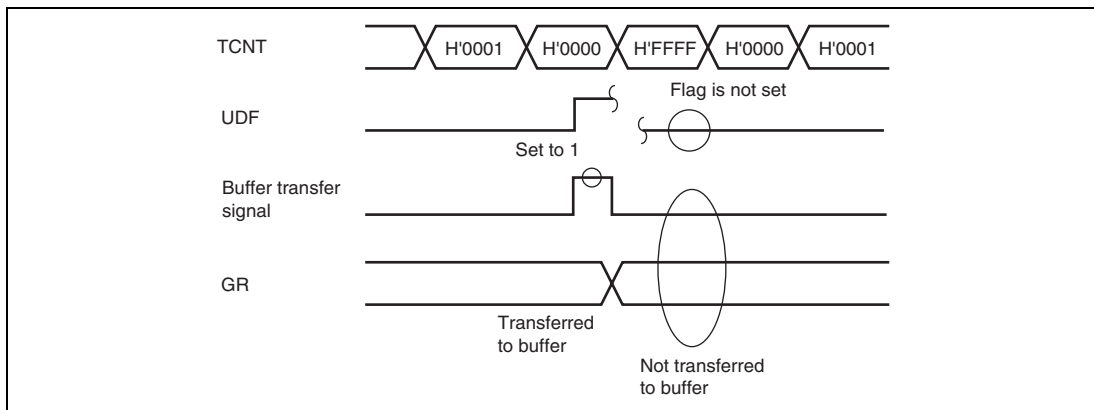 TCNT
H'0001
H'0000
H'FFFF
H'0000
H'0001
Flag is not set
UDF
Set to 1
Buffer transfer
signal
GR
Transferred
to buffer
Not transferred
to buffer